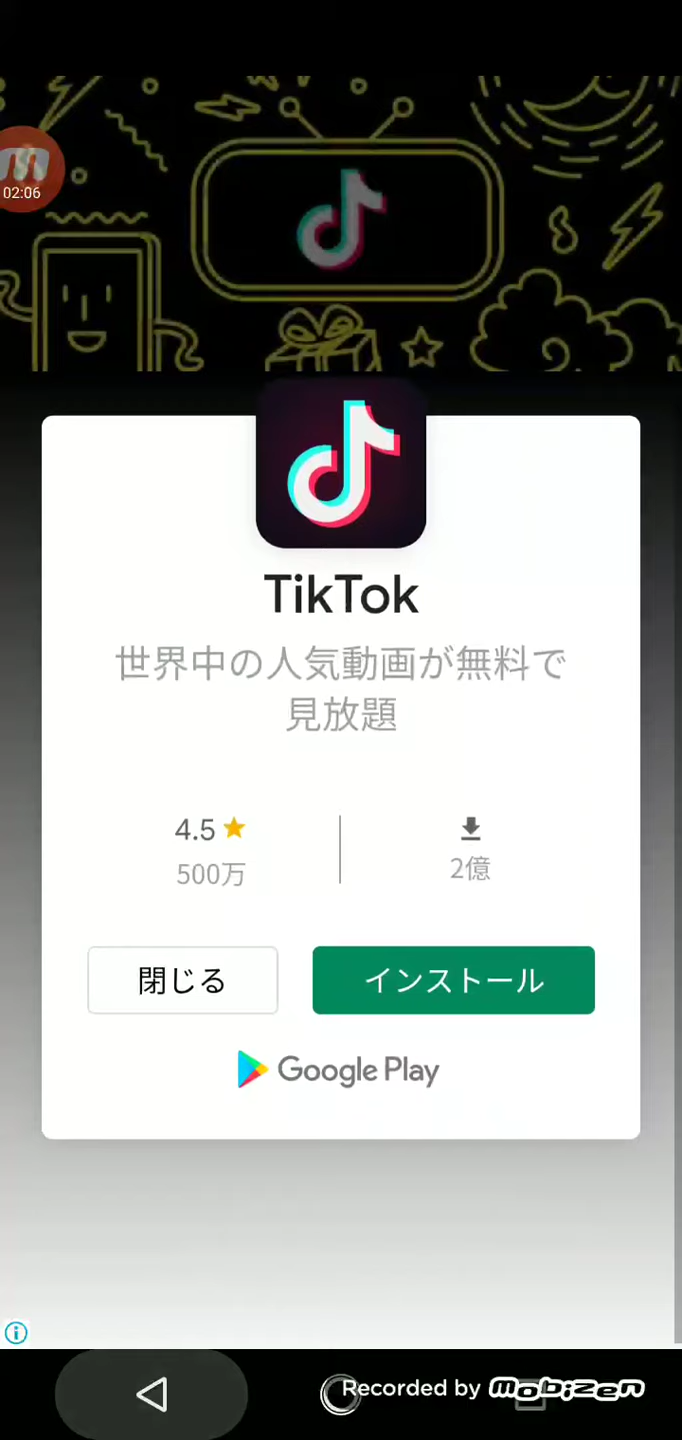 02:06
TikTok
世界中の人気動画が無料で
見放題
4.5
500万
2億
閉じる
インストール
Google Play
Recorded by mobizen